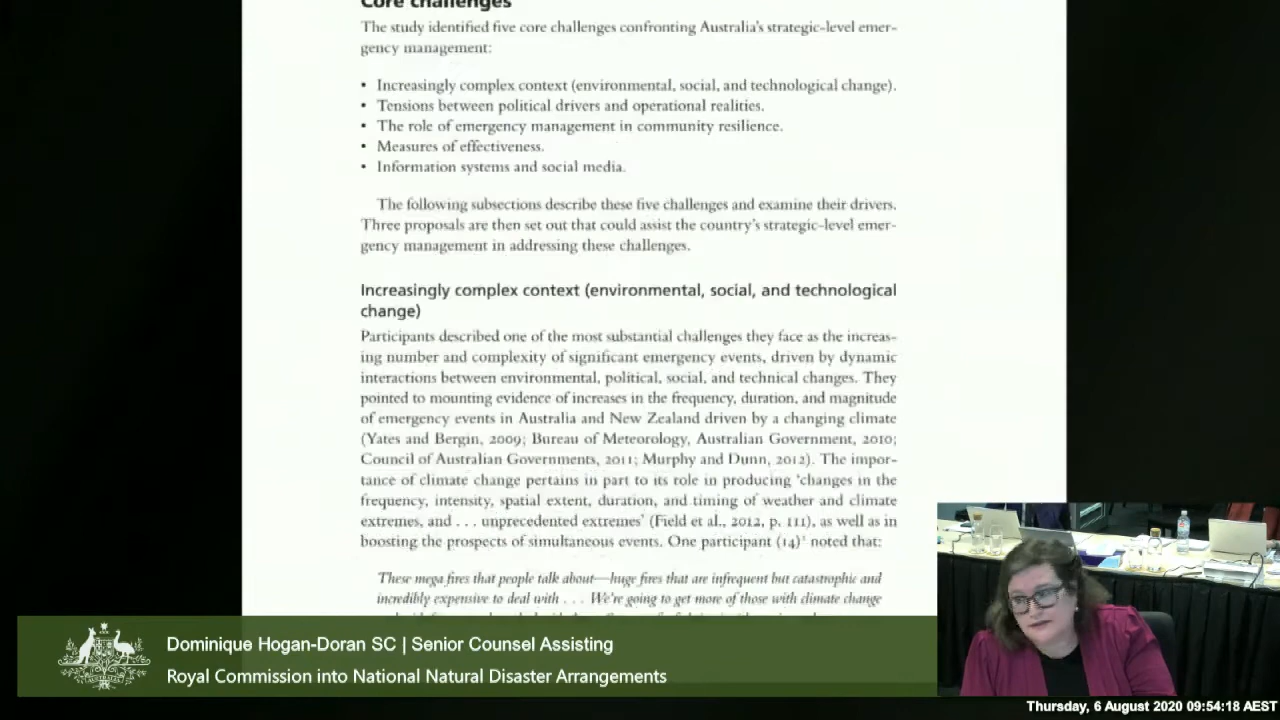 Core challenges
The study identified five core challenges confronting Australia's strategic-level emer-
gency management:
• Increasingly complex context (environmental, social, and technological change).
• Tensions between political drivers and operational realities.
• The role of emergency management in community resilience.
• Measures of effectiveness.
• Information systems and social media.
The following subsections describe these five challenges and examine their drivers.
Three proposals are then set out that could assist the country's strategic-level emer-
gency management in addressing these challenges.
Increasingly complex context (environmental, social, and technological
change)
Participants described one of the most substantial challenges they face as the increas-
ing number and complexity of significant emergency events, driven by dynamic
interactions between environmental, political, social, and technical changes. They
pointed to mounting evidence of increases in the frequency, duration, and magnitude
of emergency events in Australia and New Zealand driven by a changing climate
(Yates and Bergin, 2009; Bureau of Meteorology, Australian Government, 2010;
Council of Australian Governments, 2011; Murphy and Dunn, 2012). The impor-
tance of climate change pertains in part to its role in producing 'changes in the
frequency, intensity, spatial extent, duration, and timing of weather and climate
extremes, and . . . unprecedented extremes' (Field et al., 2012, p. 111), as well as in
boosting the prospects of simultaneous events. One participant (14)¹ noted that:
These mega fires that people talk about—huge fires that are infrequent but catastrophic and
incredibly expensive to deal with . . . We're going to get more of those with climate change
Dominique Hogan-Doran SC | Senior Counsel Assisting
Royal Commission into National Natural Disaster Arrangements
Thursday, 6 August 2020 09:54:18 AEST